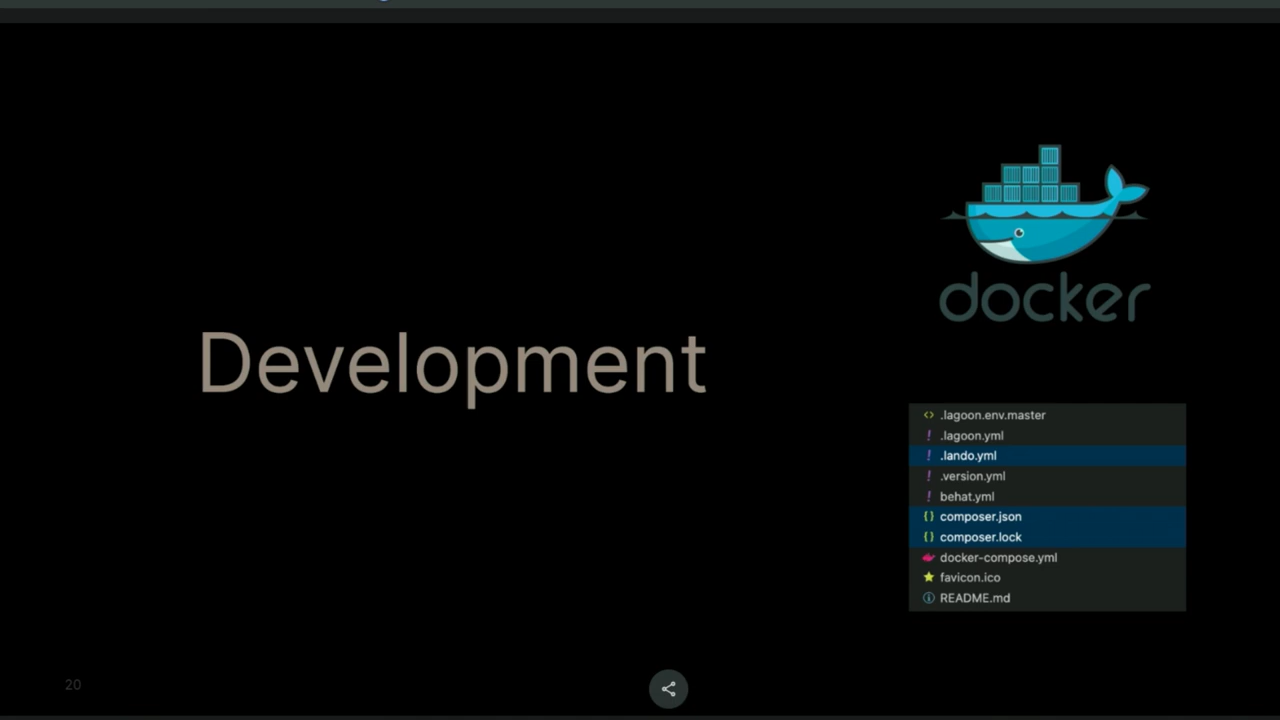 Development
docker
.lagoon.env.master
.lagoon.yml
.lando.yml
.version.yml
behat.yml
composer.json
composer.lock
docker-compose.yml
favicon.ico
README.md
20